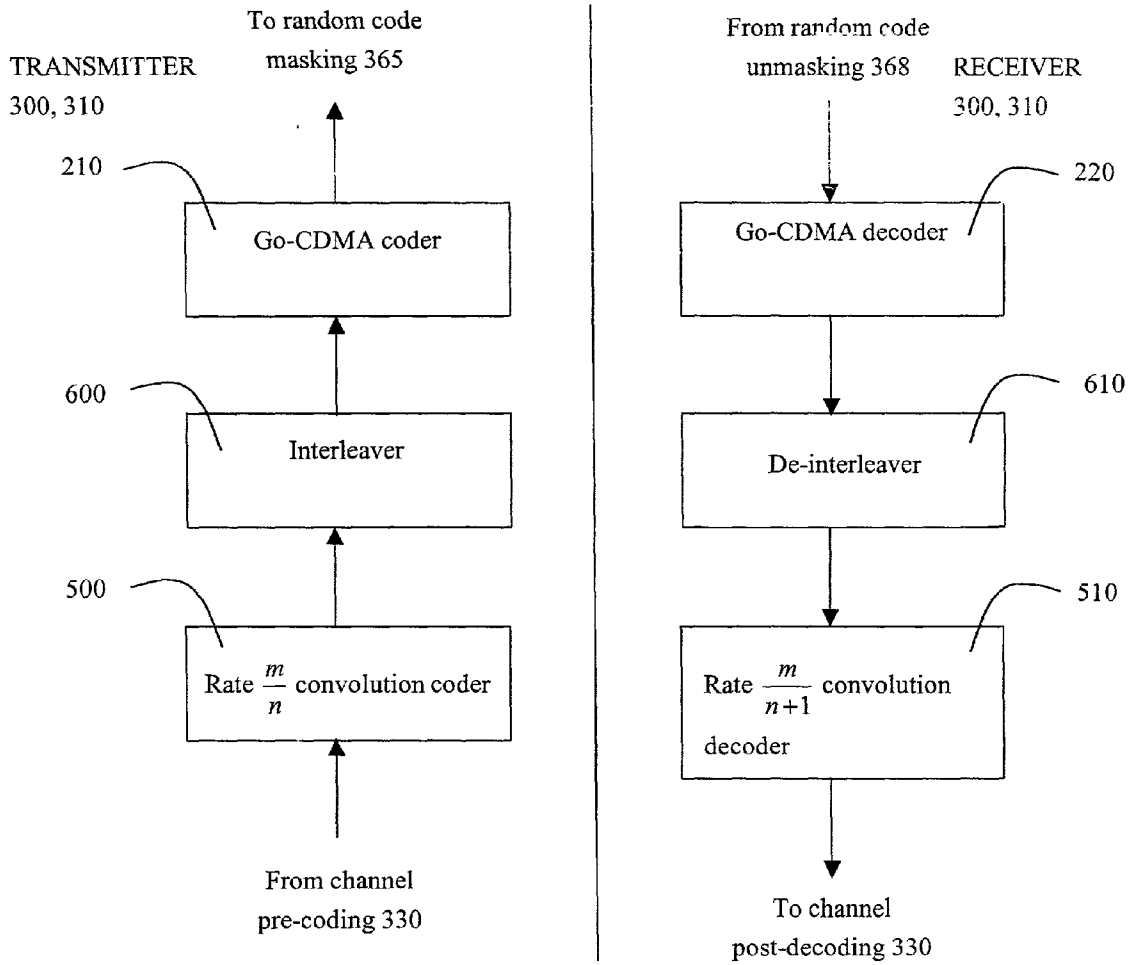 To random code
masking 365
TRANSMITTER
300, 310
210
Go-CDMA coder
600
Interleaver
500
Rate m/n convolution coder
From channel
pre-coding 330
From random code
unmasking 368
RECEIVER
300, 310
220
Go-CDMA decoder
610
De-interleaver
510
Rate m/n+1 convolution
decoder
To channel
post-decoding 330